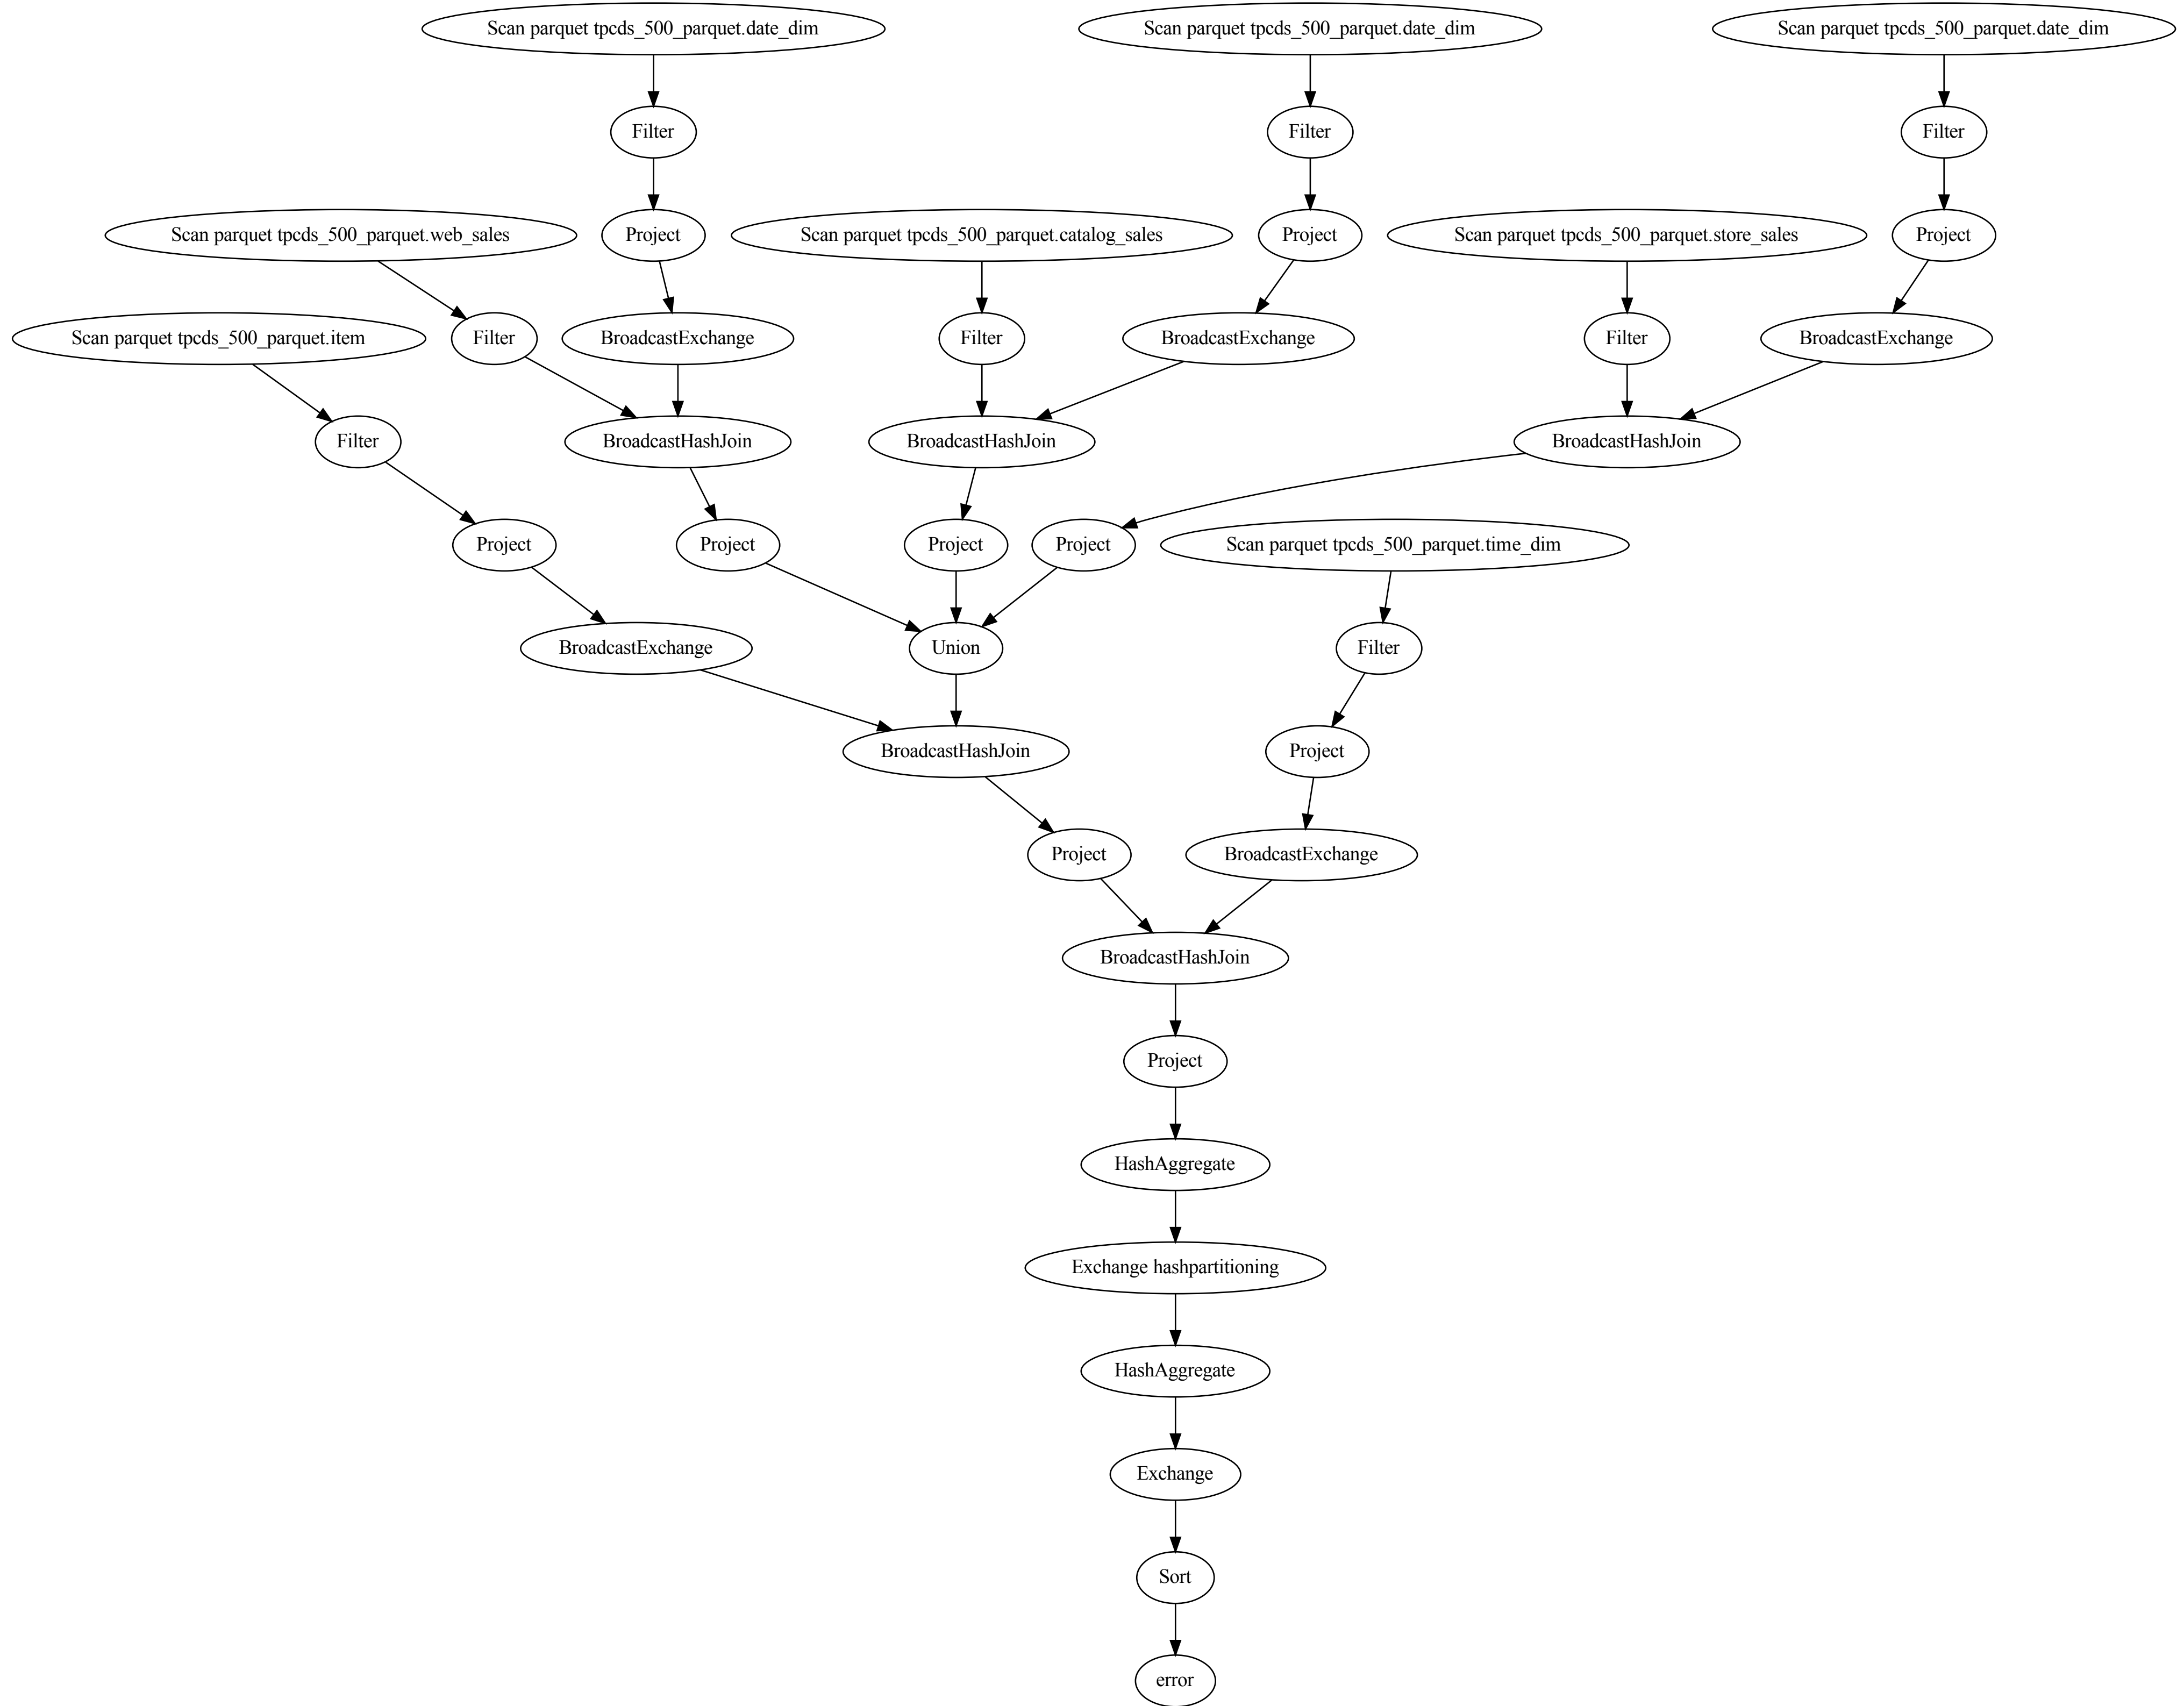 Scan parquet tpcds_500_parquet.date_dim
Scan parquet tpcds_500_parquet.date_dim
Scan parquet tpcds_500_parquet.date_dim
Filter
Filter
Filter
Scan parquet tpcds_500_parquet.web_sales
Project
Scan parquet tpcds_500_parquet.catalog_sales
Project
Scan parquet tpcds_500_parquet.store_sales
Project
Scan parquet tpcds_500_parquet.item
Filter
BroadcastExchange
Filter
BroadcastExchange
Filter
BroadcastExchange
Filter
BroadcastHashJoin
BroadcastHashJoin
BroadcastHashJoin
Project
Project
Project
Project
Scan parquet tpcds_500_parquet.time_dim
BroadcastExchange
Union
Filter
BroadcastHashJoin
Project
Project
BroadcastExchange
BroadcastHashJoin
Project
HashAggregate
Exchange hashpartitioning
HashAggregate
Exchange
Sort
error